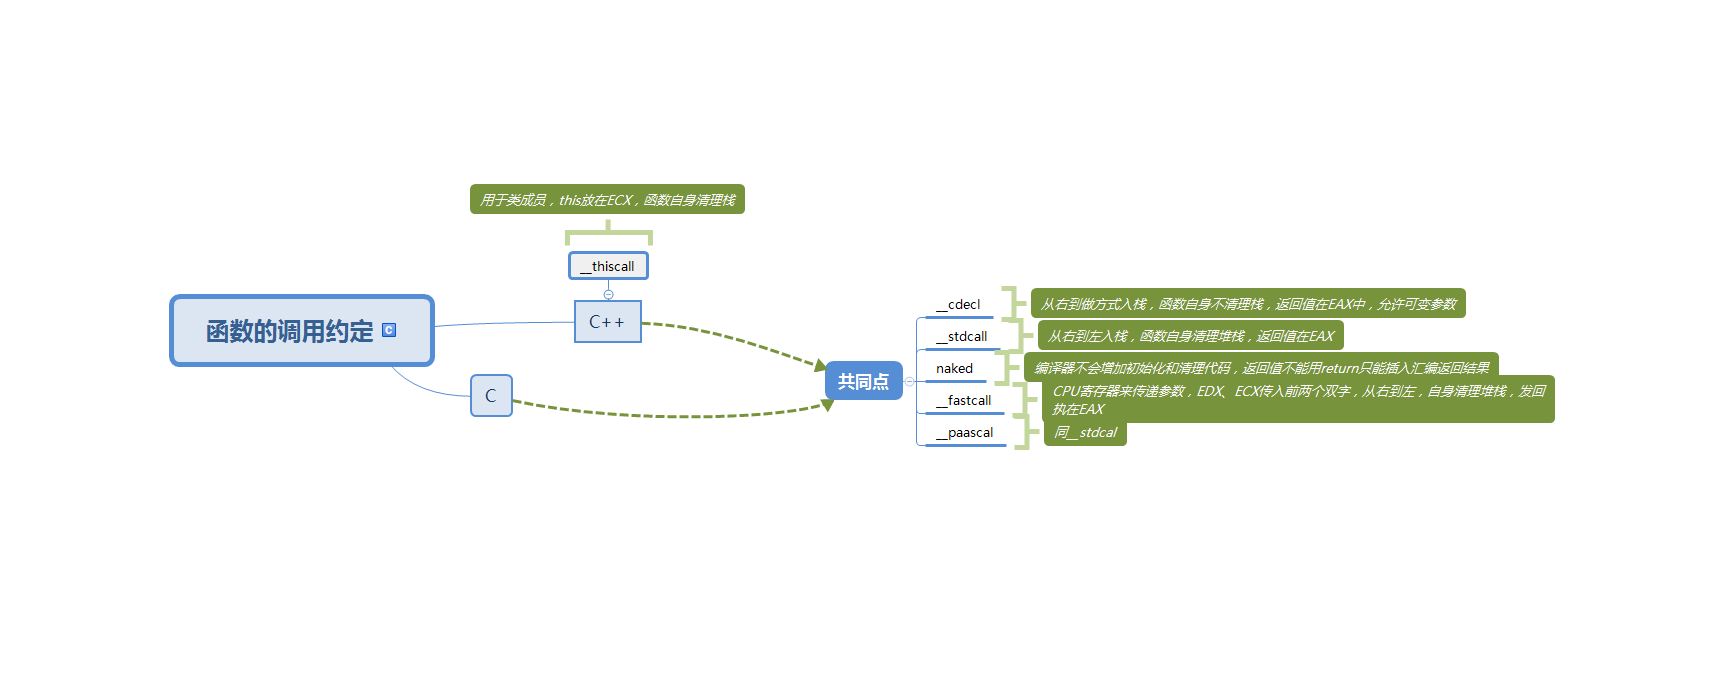 用于类成员，this放在ECX，函数自身清理栈
__thiscall
函数的调用约定
C++
C
共同点
__cdecl
从右到做方式入栈，函数自身不清理栈，返回值在EAX中，允许可变参数
__stdcall
从右到左入栈，函数自身清理堆栈，返回值在EAX
naked
编译器不会增加初始化和清理代码，返回值不能用return只能插入汇编返回结果
__fastcall
CPU寄存器来传递参数，EDX、ECX传入前两个双字，从右到左，自身清理堆栈，发回
执在EAX
__paascal
同__stdcal